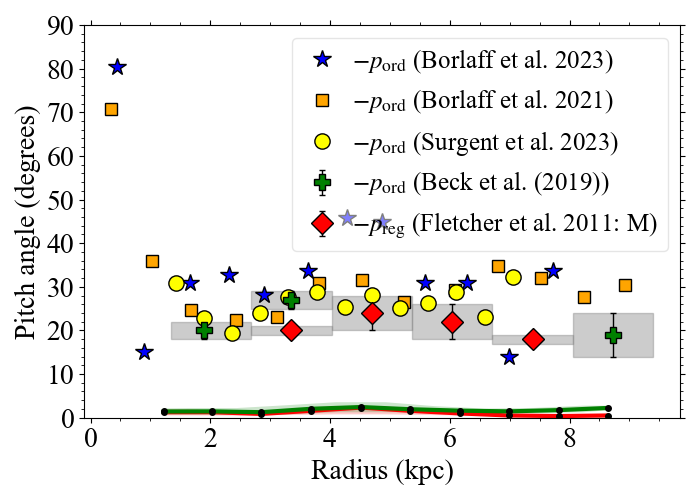 90
80
70
60
50
40
30
20
10
0
Pitch angle (degrees)
−p_ord (Borlaff et al. 2023)
−p_ord (Borlaff et al. 2021)
−p_ord (Surgent et al. 2023)
−p_ord (Beck et al. (2019))
−p_reg (Fletcher et al. 2011: M)
0 2 4 6 8
Radius (kpc)